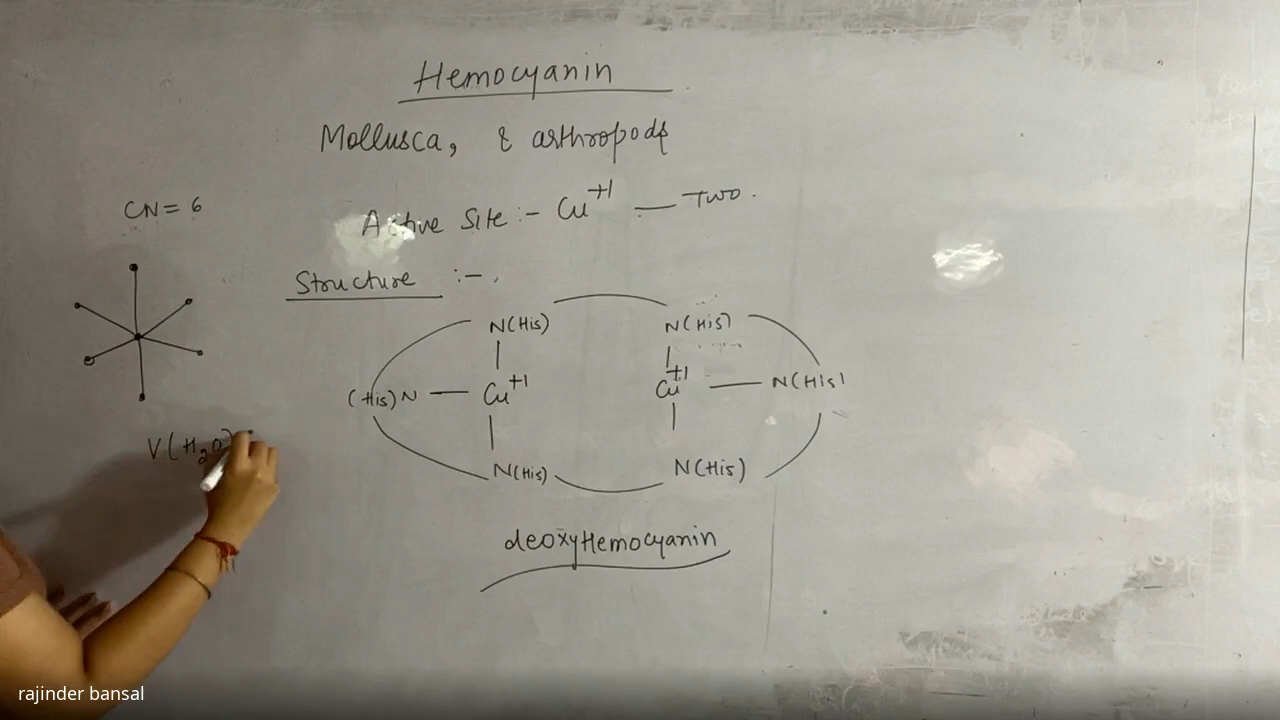 Hemocyanin
Mollusca, & arthropods
CN = 6
Active Site :- Cu+1 — Two.
Structure :-
N(His) N(His)
(His)N — Cu+1 Cu+1 — N(His)
V(H2O)
N(His) N(His)
deoxyHemocyanin
rajinder bansal